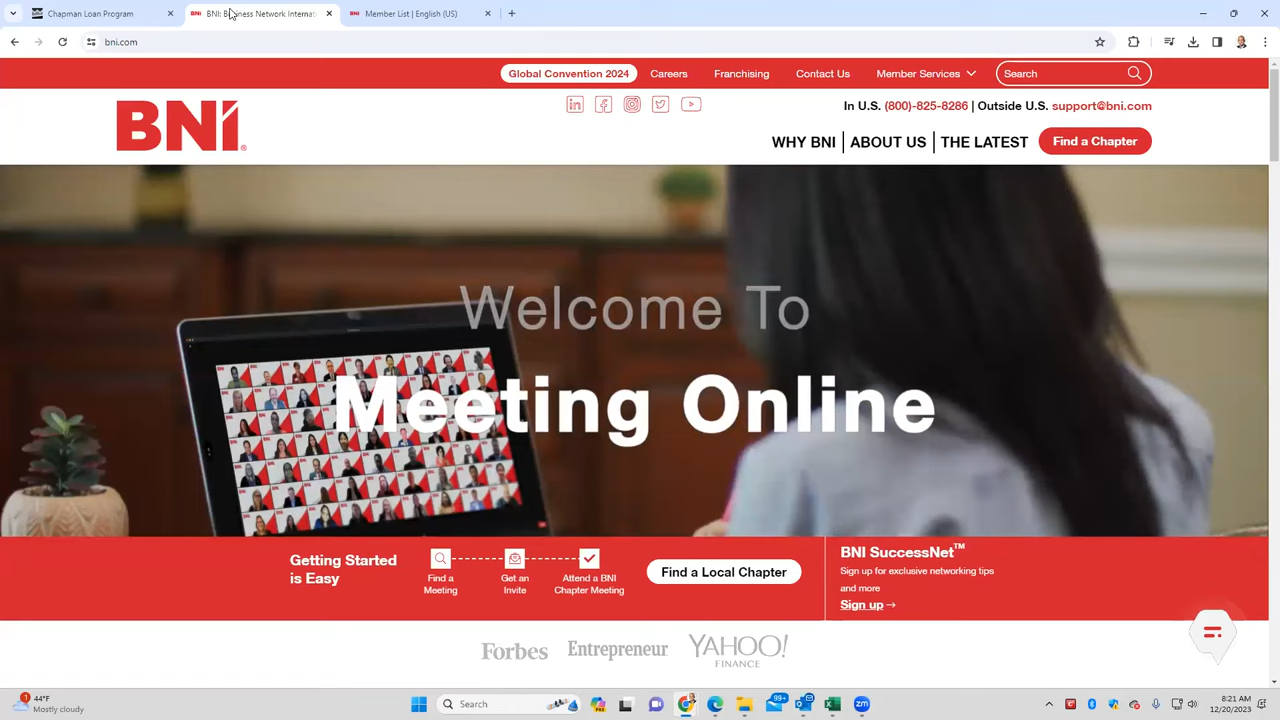 Chapman Loan Program
BNI: Business Network Internat
Member List | English (US)
bni.com
Global Convention 2024
Careers
Franchising
Contact Us
Member Services
Search
BNI®
In U.S. (800)-825-8286 | Outside U.S. support@bni.com
WHY BNI | ABOUT US | THE LATEST
Find a Chapter
Welcome To
Meeting Online
Getting Started
is Easy
Find a
Meeting
Get an
Invite
Attend a BNI
Chapter Meeting
Find a Local Chapter
BNI SuccessNet™
Sign up for exclusive networking tips
and more
Sign up →
Forbes
Entrepreneur
YAHOO!
FINANCE
1
44°F
Mostly cloudy
Search
99+
zm
8:21 AM
12/20/2023